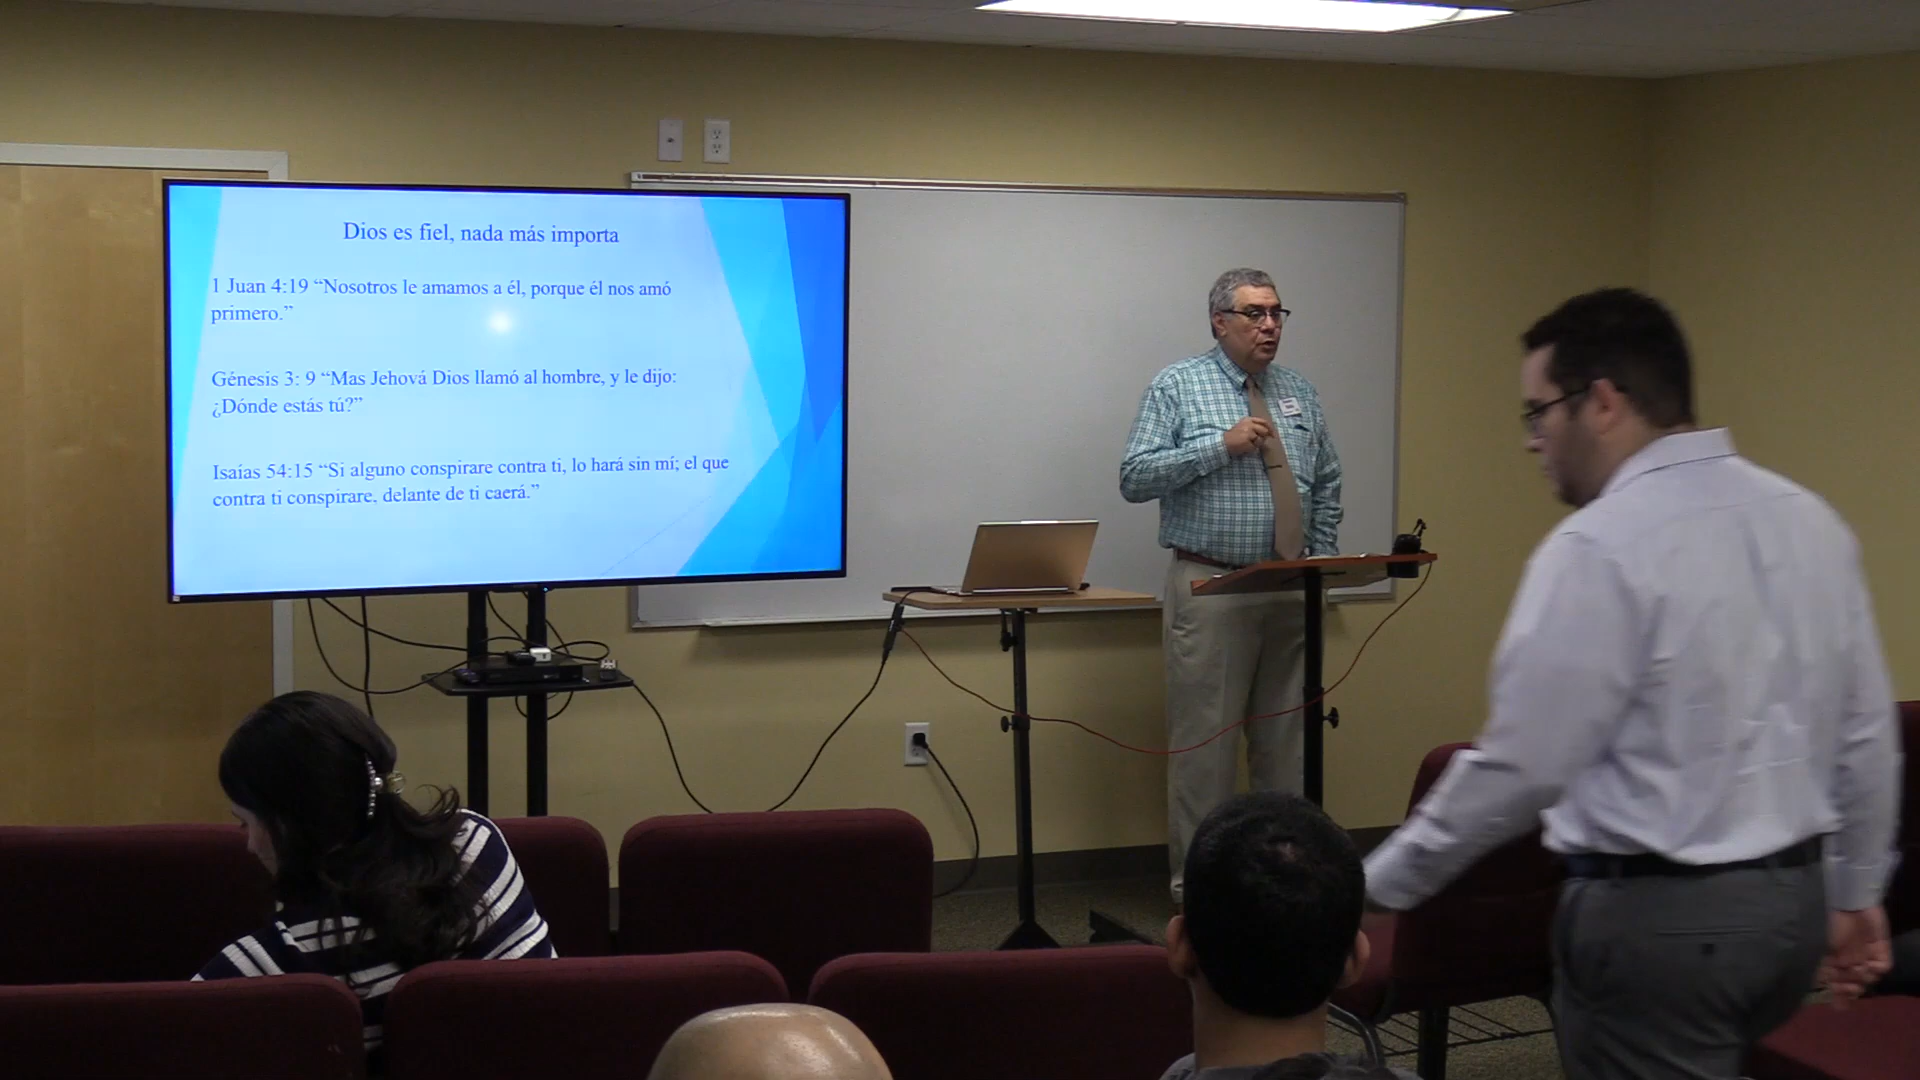 Dios es fiel, nada más importa
1 Juan 4:19 “Nosotros le amamos a él, porque él nos amó
primero.”
Génesis 3: 9 “Mas Jehová Dios llamó al hombre, y le dijo:
¿Dónde estás tú?”
Isaías 54:15 “Si alguno conspirare contra ti, lo hará sin mí; el que
contra ti conspirare, delante de ti caerá.”